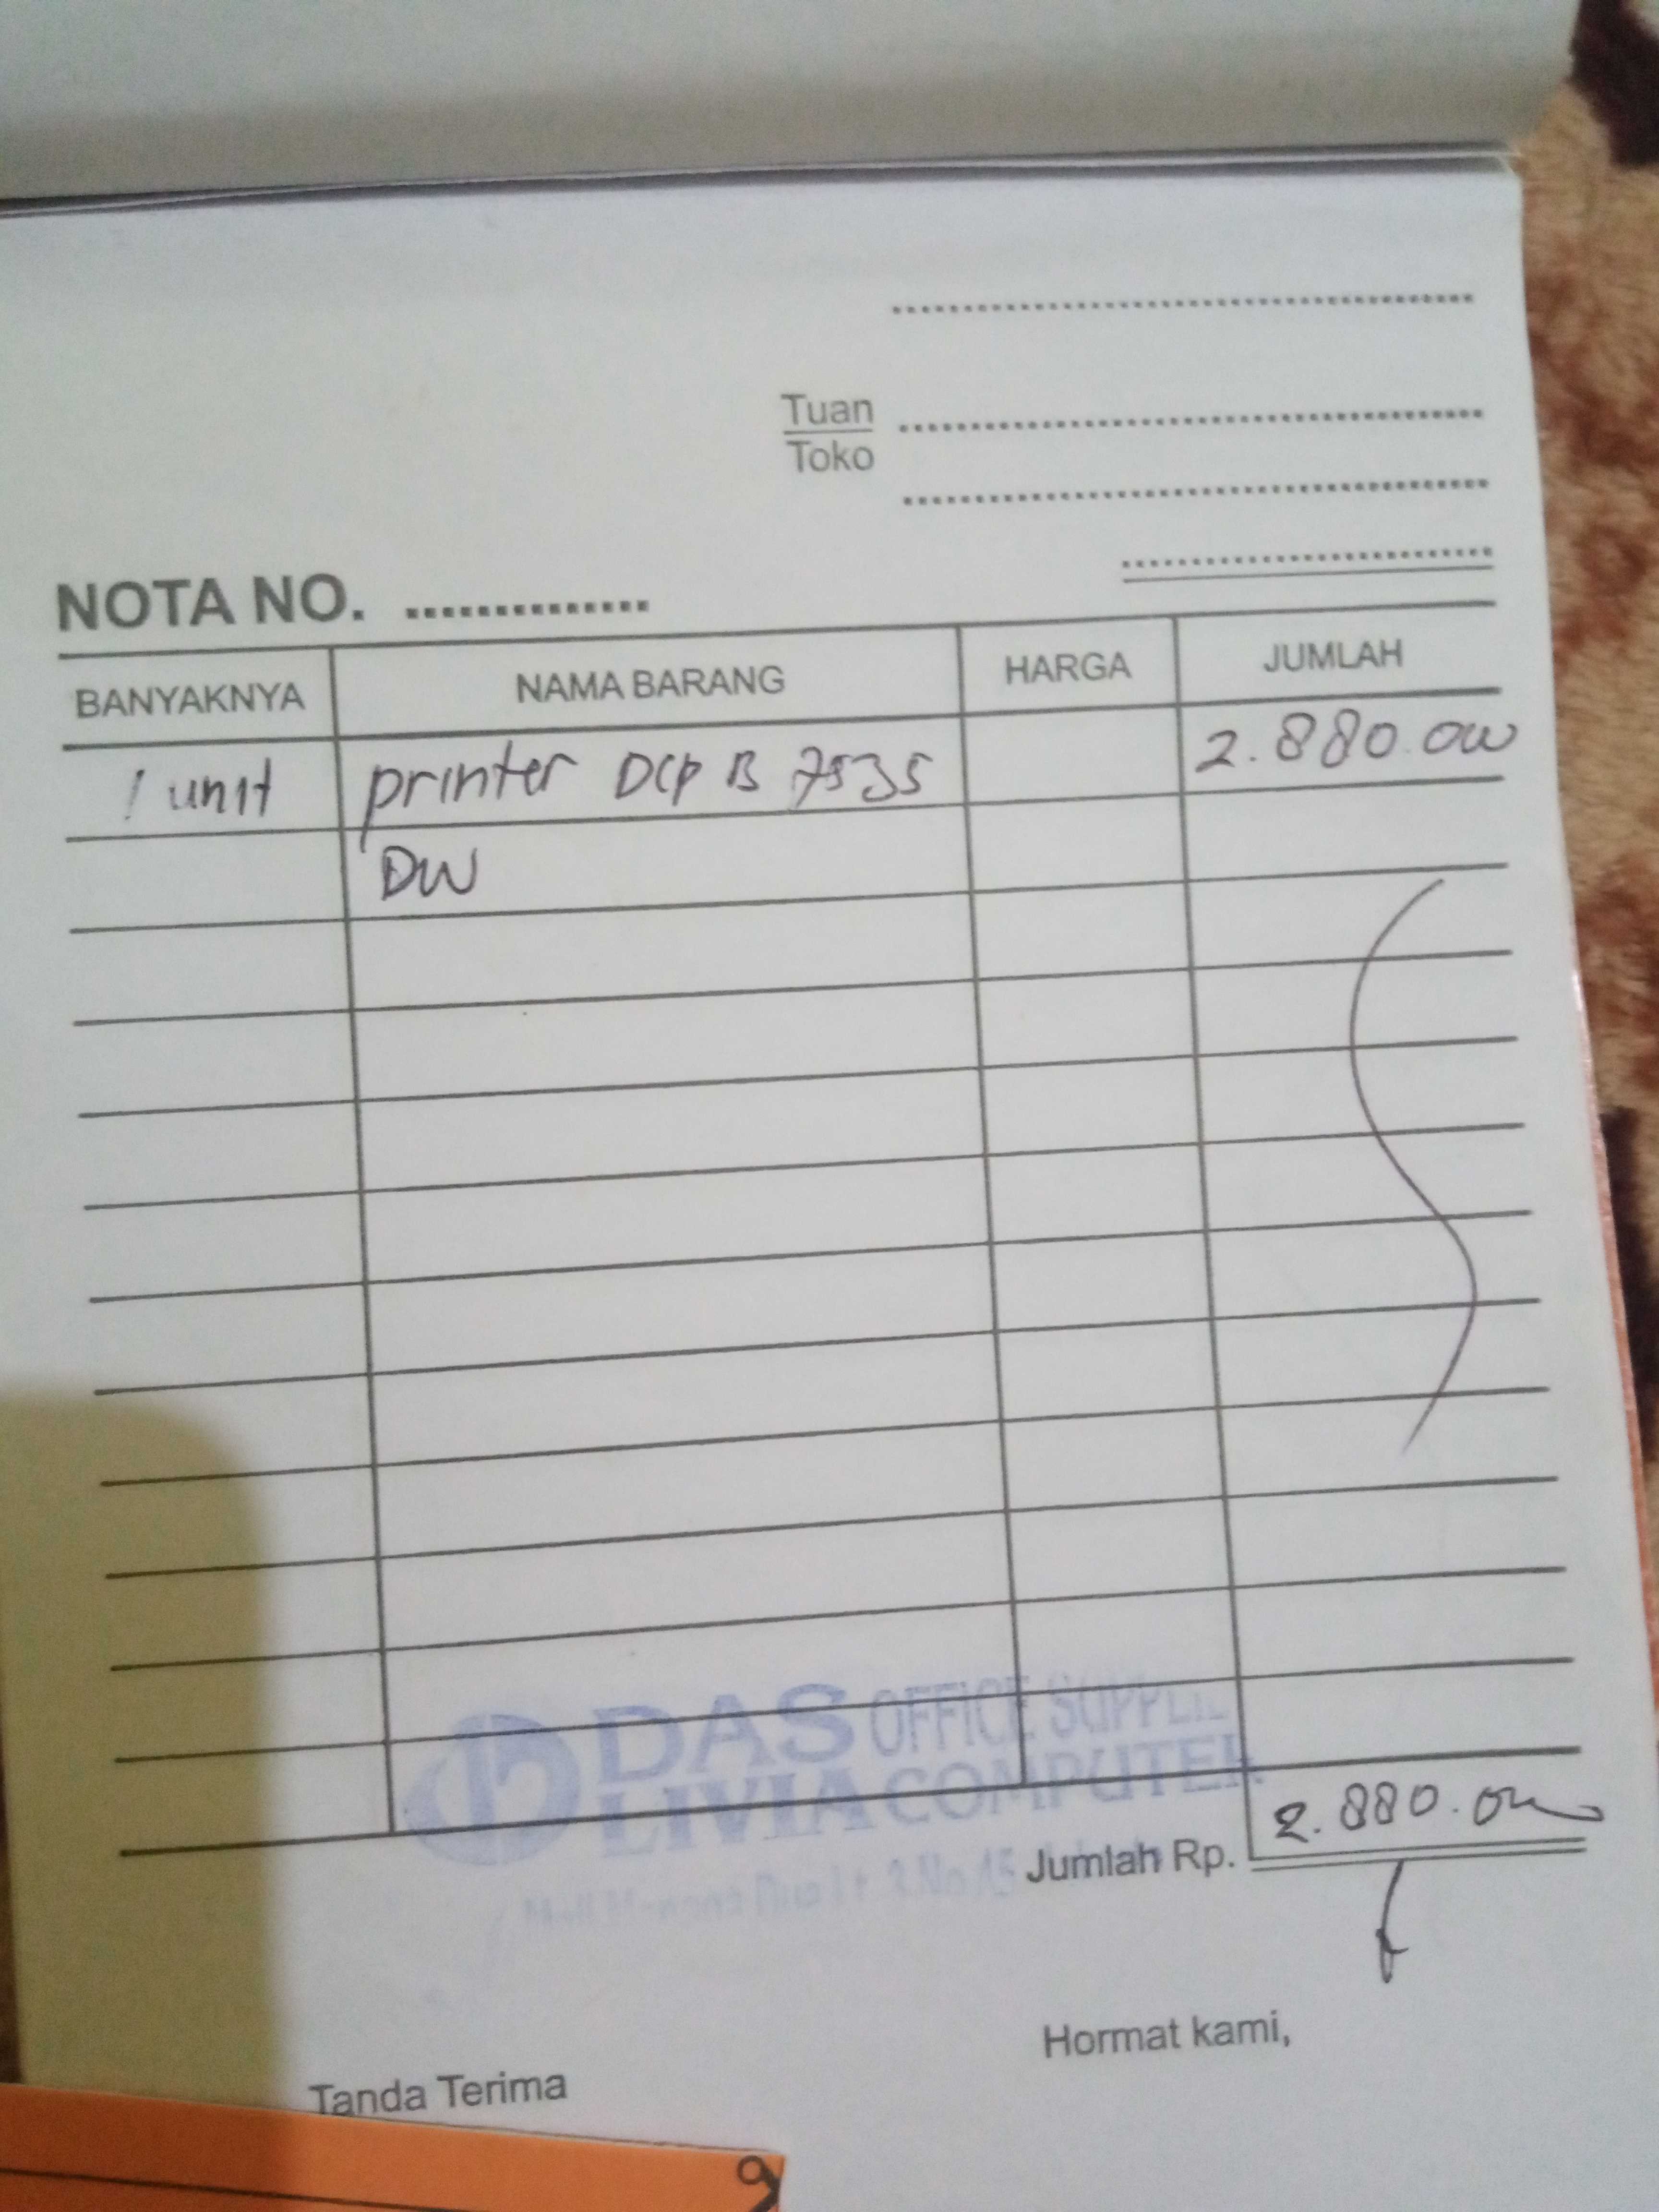 Tuan
Toko
NOTA NO. ..............
BANYAKNYA NAMA BARANG HARGA JUMLAH
1 unit printer DCP B 7535 2.880.000
DW
DAS OFFICE SUPPLIE
LIVIA COMPUTER
2.880.000
Jumlah Rp.
Hormat kami,
Tanda Terima